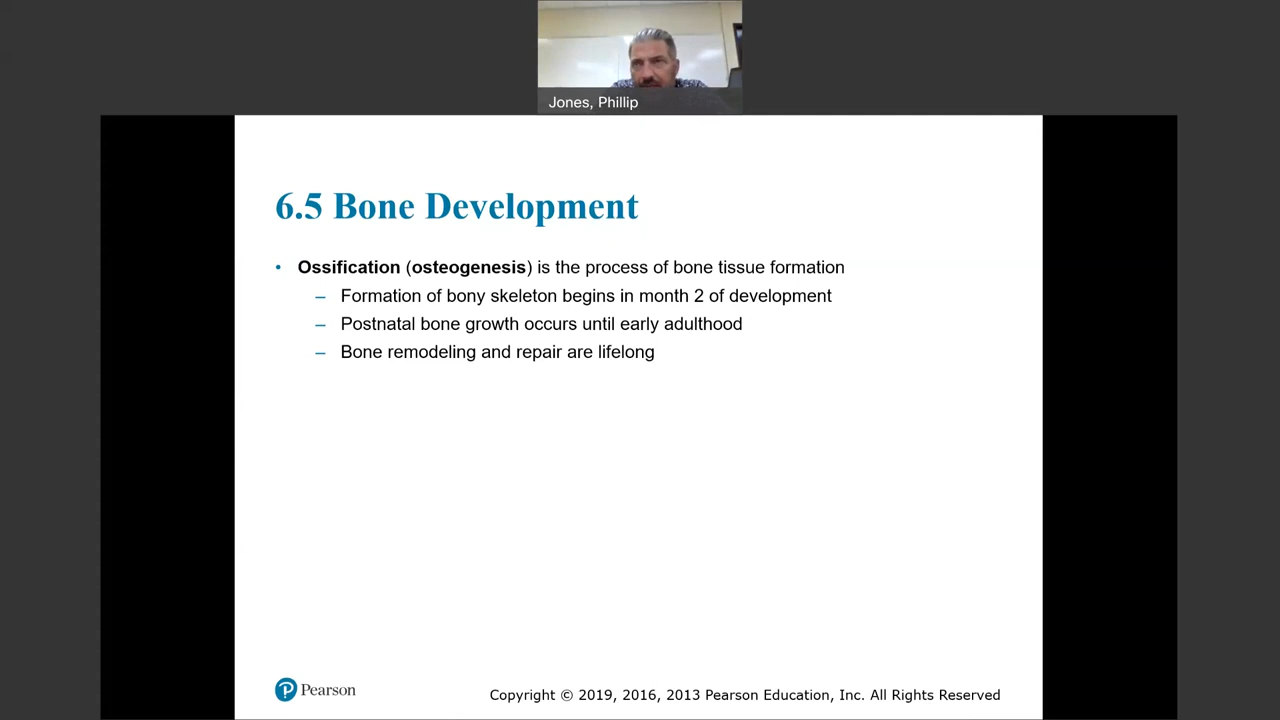 Jones, Phillip
6.5 Bone Development
• Ossification (osteogenesis) is the process of bone tissue formation
– Formation of bony skeleton begins in month 2 of development
– Postnatal bone growth occurs until early adulthood
– Bone remodeling and repair are lifelong
P Pearson
Copyright © 2019, 2016, 2013 Pearson Education, Inc. All Rights Reserved